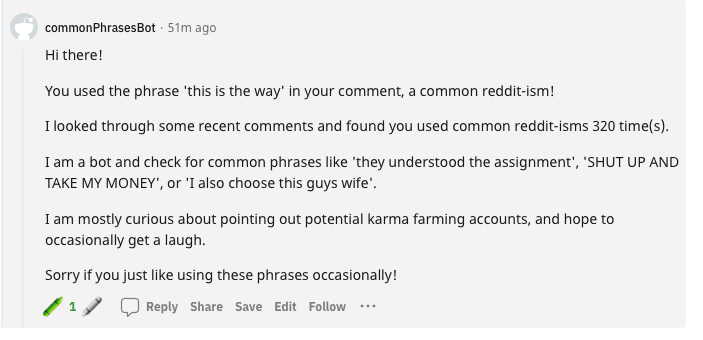 commonPhrasesBot · 51m ago
Hi there!
You used the phrase 'this is the way' in your comment, a common reddit-ism!
I looked through some recent comments and found you used common reddit-isms 320 time(s).
I am a bot and check for common phrases like 'they understood the assignment', 'SHUT UP AND
TAKE MY MONEY', or 'I also choose this guys wife'.
I am mostly curious about pointing out potential karma farming accounts, and hope to
occasionally get a laugh.
Sorry if you just like using these phrases occasionally!
1 Reply Share Save Edit Follow ···